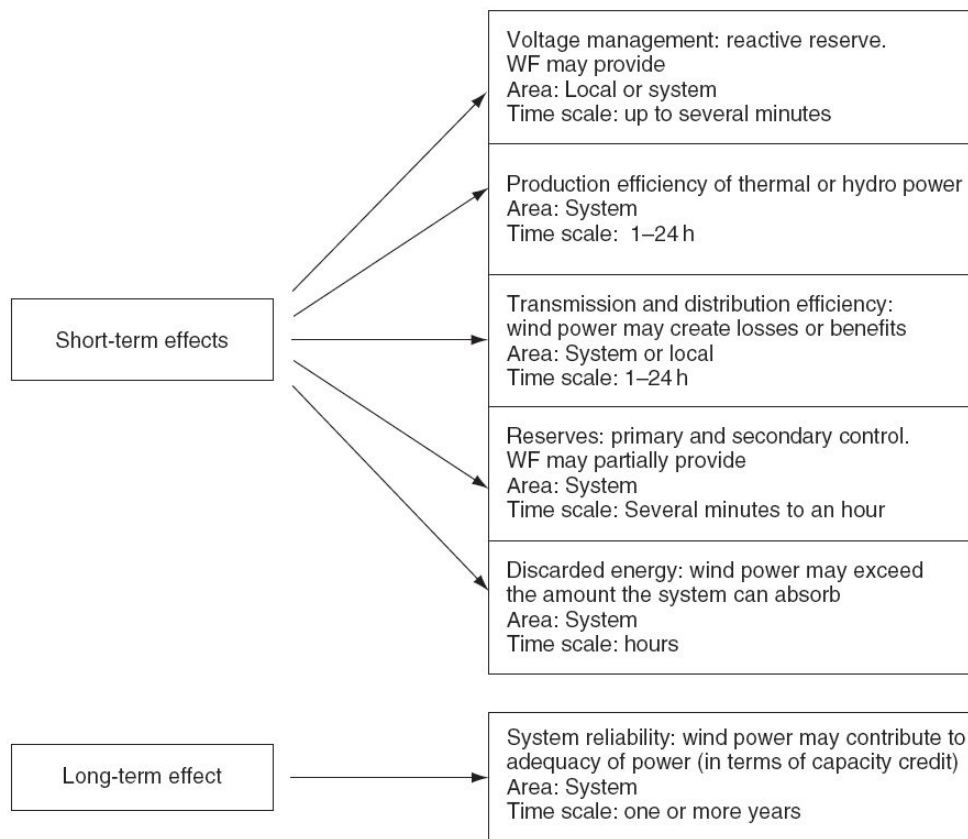 Voltage management: reactive reserve.
WF may provide
Area: Local or system
Time scale: up to several minutes
Production efficiency of thermal or hydro power
Area: System
Time scale: 1–24 h
Short-term effects
Transmission and distribution efficiency:
wind power may create losses or benefits
Area: System or local
Time scale: 1–24 h
Reserves: primary and secondary control.
WF may partially provide
Area: System
Time scale: Several minutes to an hour
Discarded energy: wind power may exceed
the amount the system can absorb
Area: System
Time scale: hours
Long-term effect
System reliability: wind power may contribute to
adequacy of power (in terms of capacity credit)
Area: System
Time scale: one or more years